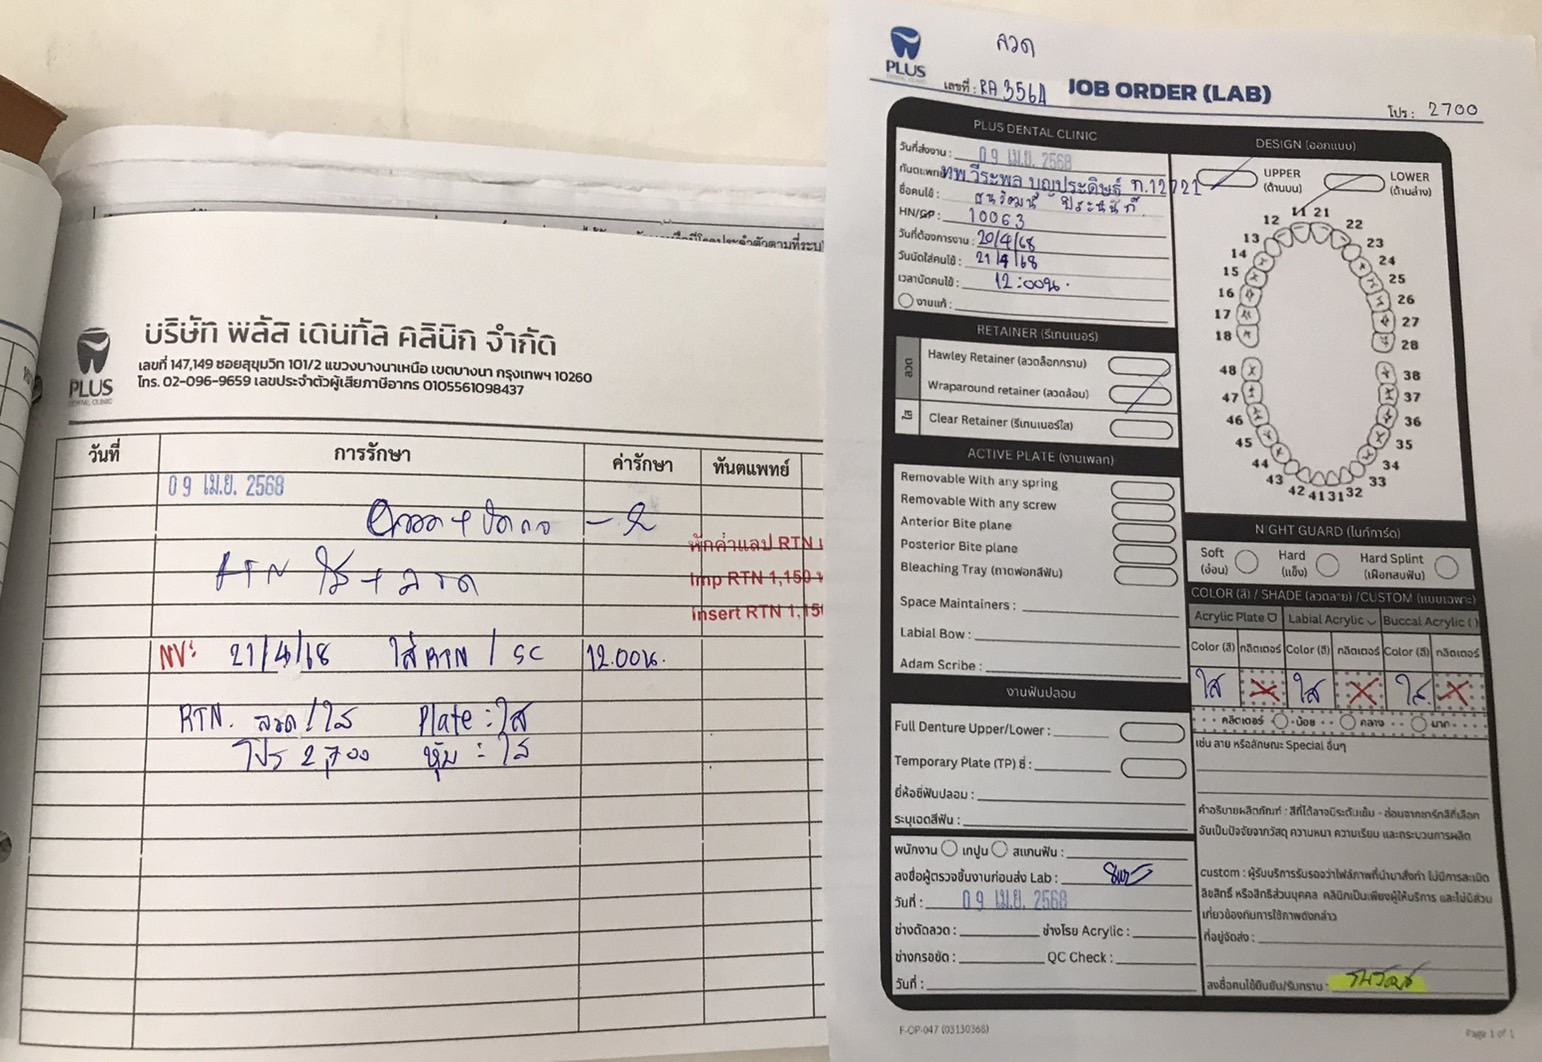 บริษัท พลัส เดนทัล คลินิก จำกัด
เลขที่ 147,149 ซอยสุขุมวิท 101/2 แขวงบางนาเหนือ เขตบางนา กรุงเทพฯ 10260
โทร. 02-096-9659 เลขประจำตัวผู้เสียภาษีอากร 0105561098437
PLUS
DENTAL CLINIC
วันที่ การรักษา ค่ารักษา ทันตแพทย์
09 เม.ย. 2568
หักค่าแลป RTN
RTN ใส + ลวด
Imp RTN 1,150
insert RTN 1,15
NV: 21/4/68 ใส่ RTN / SC 12.00น.
RTN. ลวด / ใส Plate : ใส
โปร 2,700 หุ้ม : ใส
ลวด
PLUS
เลขที่ : RA 3564 JOB ORDER (LAB)
โปร : 2700
PLUS DENTAL CLINIC
วันที่ส่งงาน : 09 เม.ย. 2568
ทันตแพทย์ ทพ วีระพล บุญประดิษฐ์ ท.12721
ชื่อคนไข้ :
HN/GP : 10063
วันที่ต้องการงาน : 20/4/68
วันนัดใส่คนไข้ : 21/4/68
เวลานัดคนไข้ : 12:00น.
งานแก้ :
RETAINER (รีเทนเนอร์)
ลวด
Hawley Retainer (ลวดล็อกกราม)
Wraparound retainer (ลวดล้อม)
ใส
Clear Retainer (รีเทนเนอร์ใส)
ACTIVE PLATE (งานเพลท)
Removable With any spring
Removable With any screw
Anterior Bite plane
Posterior Bite plane
Bleaching Tray (ถาดฟอกสีฟัน)
Space Maintainers :
Labial Bow :
Adam Scribe :
งานฟันปลอม
Full Denture Upper/Lower :
Temporary Plate (TP) ซี่ :
ยี่ห้อซี่ฟันปลอม :
ระบุเฉดสีฟัน :
พนักงาน เทปูน สแกนฟัน :
ลงชื่อผู้ตรวจชิ้นงานก่อนส่ง Lab :
วันที่ : 09 เม.ย. 2568
ช่างดัดลวด : ช่างโรย Acrylic :
ช่างกรอขัด : QC Check :
วันที่ :
DESIGN (ออกแบบ)
UPPER (ด้านบน) LOWER (ด้านล่าง)
11 21
12 22
13 23
14 24
15 25
16 26
17 27
18 28
48 38
47 37
46 36
45 35
44 34
43 33
42 41 31 32
NIGHT GUARD (ไนท์การ์ด)
Soft (อ่อน) Hard (แข็ง) Hard Splint (เฝือกสบฟัน)
COLOR (สี) / SHADE (ลวดลาย) /CUSTOM (แบบเฉพาะ)
Acrylic Plate Labial Acrylic Buccal Acrylic ( )
Color (สี) กลิตเตอร์ Color (สี) กลิตเตอร์ Color (สี) กลิตเตอร์
ใส ใส ใส
กลิตเตอร์ น้อย กลาง มาก
เช่น ลาย หรือลักษณะ Special อื่นๆ
คำอธิบายผลิตภัณฑ์ : สีที่ได้อาจมีระดับเข้ม - อ่อนจากชาร์ทสีที่เลือก
อันเป็นปัจจัยจากวัสดุ ความหนา ความเรียบ และกระบวนการผลิต
custom : ผู้รับบริการรับรองว่าไฟล์ภาพที่นำมาสั่งทำ ไม่มีการละเมิด
ลิขสิทธิ์ หรือสิทธิส่วนบุคคล คลินิกเป็นเพียงผู้ให้บริการ และไม่มีส่วน
เกี่ยวข้องกับการใช้ภาพดังกล่าว
ที่อยู่จัดส่ง :
ลงชื่อคนไข้ยืนยัน/รับทราบ :
F-OP-047 (03130368)
Page 1 of 1